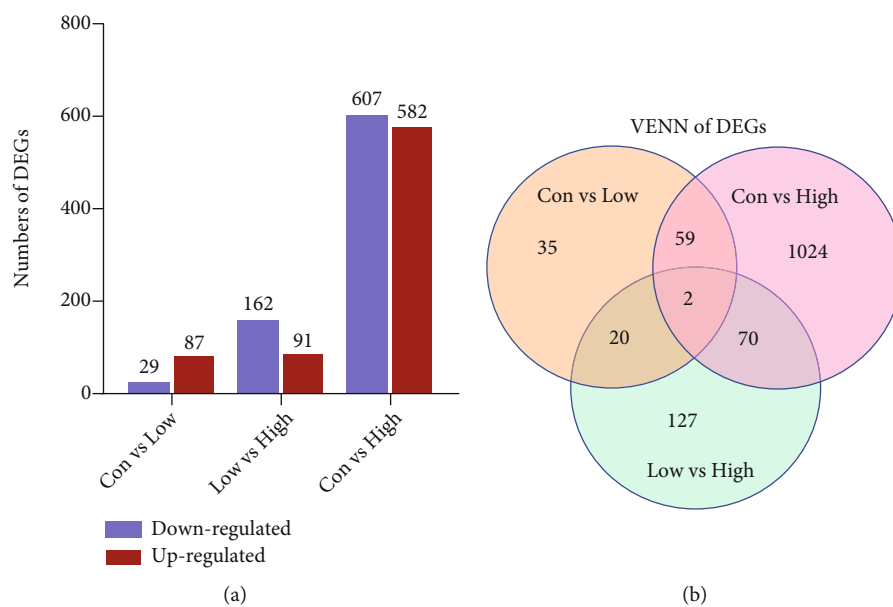 800
600
400
200
0
Numbers of DEGs
29
87
162
91
607
582
Con vs Low
Low vs High
Con vs High
Down-regulated
Up-regulated
(a)
VENN of DEGs
Con vs Low
Con vs High
35
59
1024
2
20
70
127
Low vs High
(b)